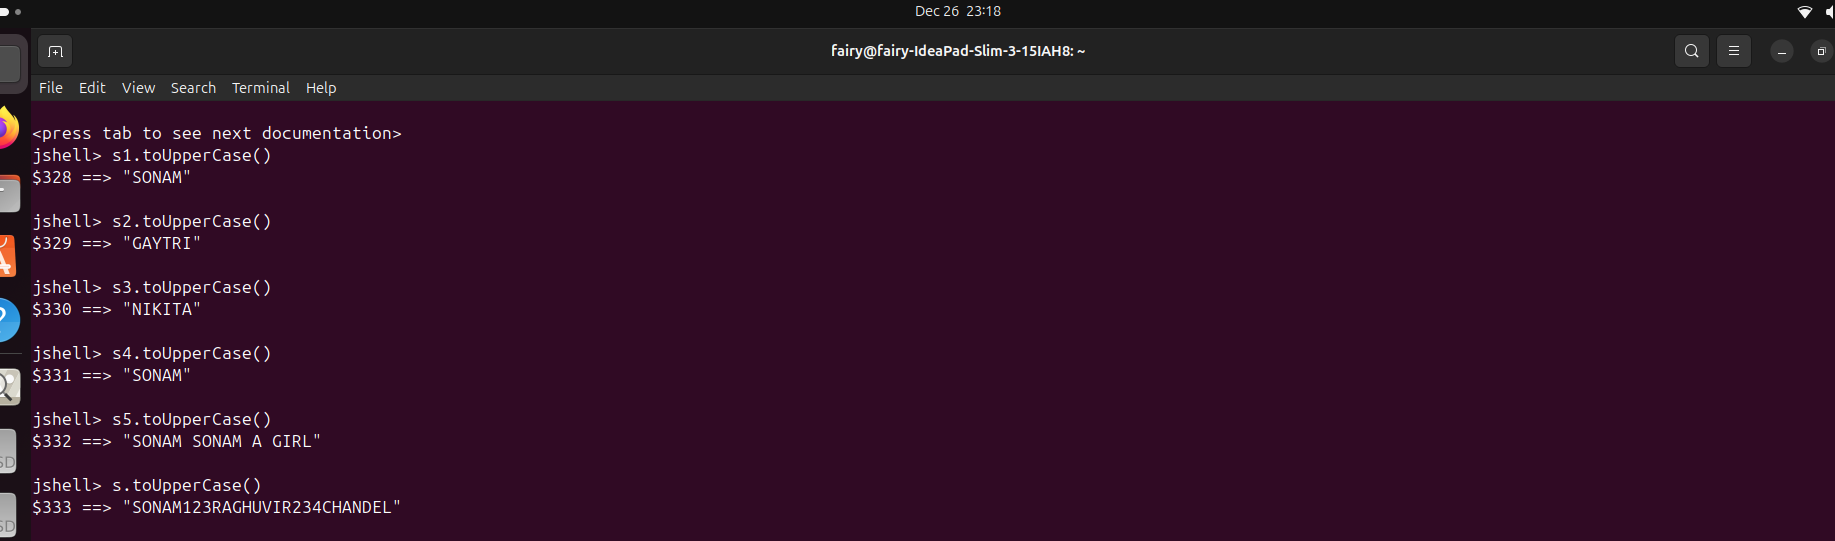 Dec 26 23:18
fairy@fairy-IdeaPad-Slim-3-15IAH8: ~
File Edit View Search Terminal Help
<press tab to see next documentation>
jshell> s1.toUpperCase()
$328 ==> "SONAM"
jshell> s2.toUpperCase()
$329 ==> "GAYTRI"
jshell> s3.toUpperCase()
$330 ==> "NIKITA"
jshell> s4.toUpperCase()
$331 ==> "SONAM"
jshell> s5.toUpperCase()
$332 ==> "SONAM SONAM A GIRL"
jshell> s.toUpperCase()
$333 ==> "SONAM123RAGHUVIR234CHANDEL"